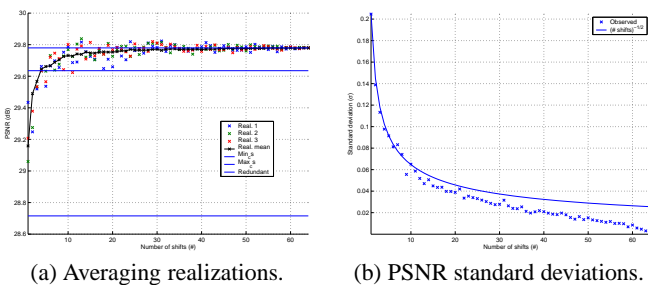 30
29.8
29.6
29.4
29.2
29
28.8
28.6
10
20
30
40
50
60
PSNR (dB)
Number of shifts (#)
Real. 1
Real. 2
Real. 3
Real. mean
Min_c s
Max_c s
Redundant
(a) Averaging realizations.
0.2
0.18
0.16
0.14
0.12
0.1
0.08
0.06
0.04
0.02
10
20
30
40
50
60
Standard deviation (σ)
Number of shifts (#)
Observed
(# shifts)^−1/2
(b) PSNR standard deviations.